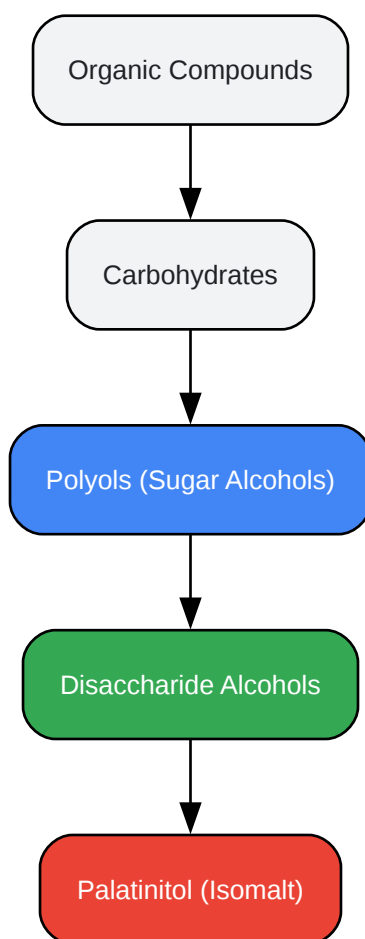 Organic Compounds
Carbohydrates
Polyols (Sugar Alcohols)
Disaccharide Alcohols
Palatinitol (Isomalt)